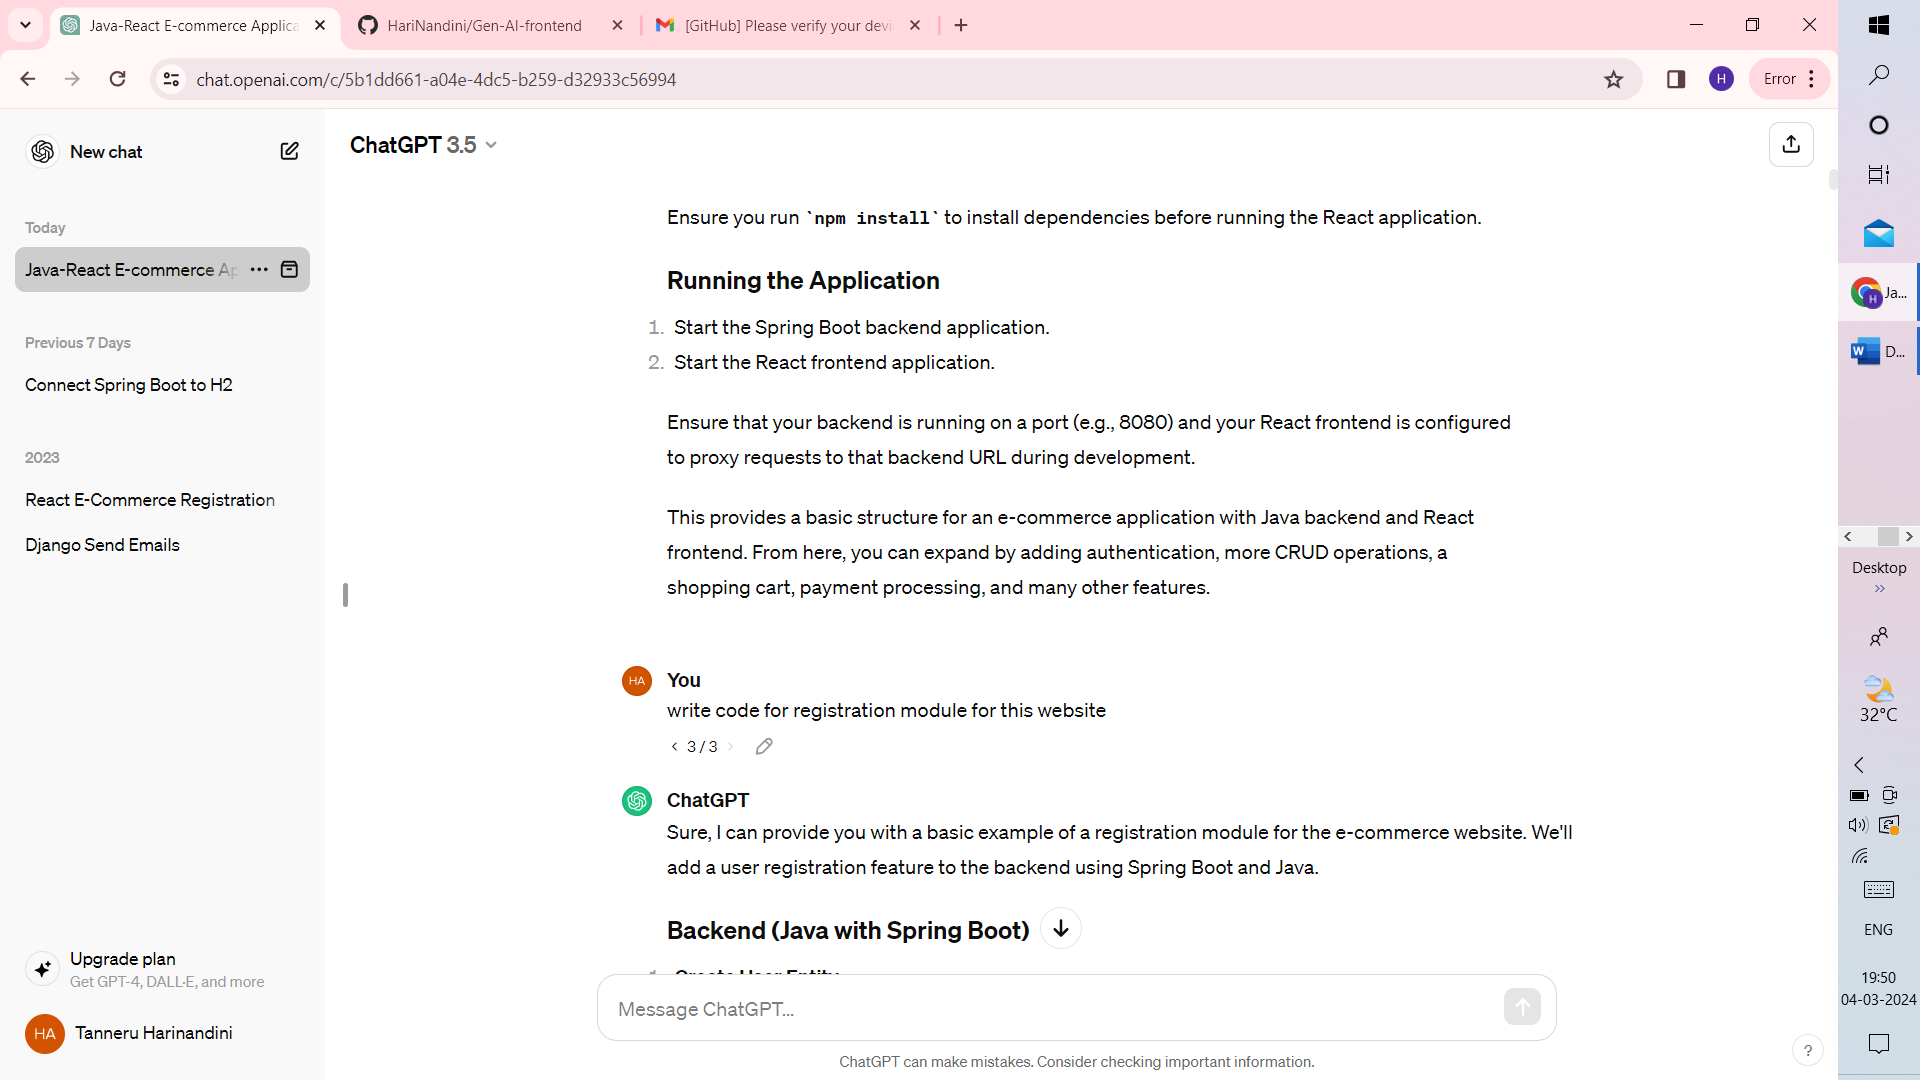 Java-React E-commerce Applica
HariNandini/Gen-AI-frontend
[GitHub] Please verify your devi
chat.openai.com/c/5b1dd661-a04e-4dc5-b259-d32933c56994
H
Error
New chat
Today
Java-React E-commerce Ap
Previous 7 Days
Connect Spring Boot to H2
2023
React E-Commerce Registration
Django Send Emails
Upgrade plan
Get GPT-4, DALL·E, and more
HA
Tanneru Harinandini
ChatGPT 3.5
Ensure you run `npm install` to install dependencies before running the React application.
Running the Application
1. Start the Spring Boot backend application.
2. Start the React frontend application.
Ensure that your backend is running on a port (e.g., 8080) and your React frontend is configured
to proxy requests to that backend URL during development.
This provides a basic structure for an e-commerce application with Java backend and React
frontend. From here, you can expand by adding authentication, more CRUD operations, a
shopping cart, payment processing, and many other features.
HA
You
write code for registration module for this website
3 / 3
ChatGPT
Sure, I can provide you with a basic example of a registration module for the e-commerce website. We'll
add a user registration feature to the backend using Spring Boot and Java.
Backend (Java with Spring Boot)
1. Create User Entity
Message ChatGPT...
ChatGPT can make mistakes. Consider checking important information.
?
H
Ja...
W
D...
Desktop
32°C
ENG
19:50
04-03-2024